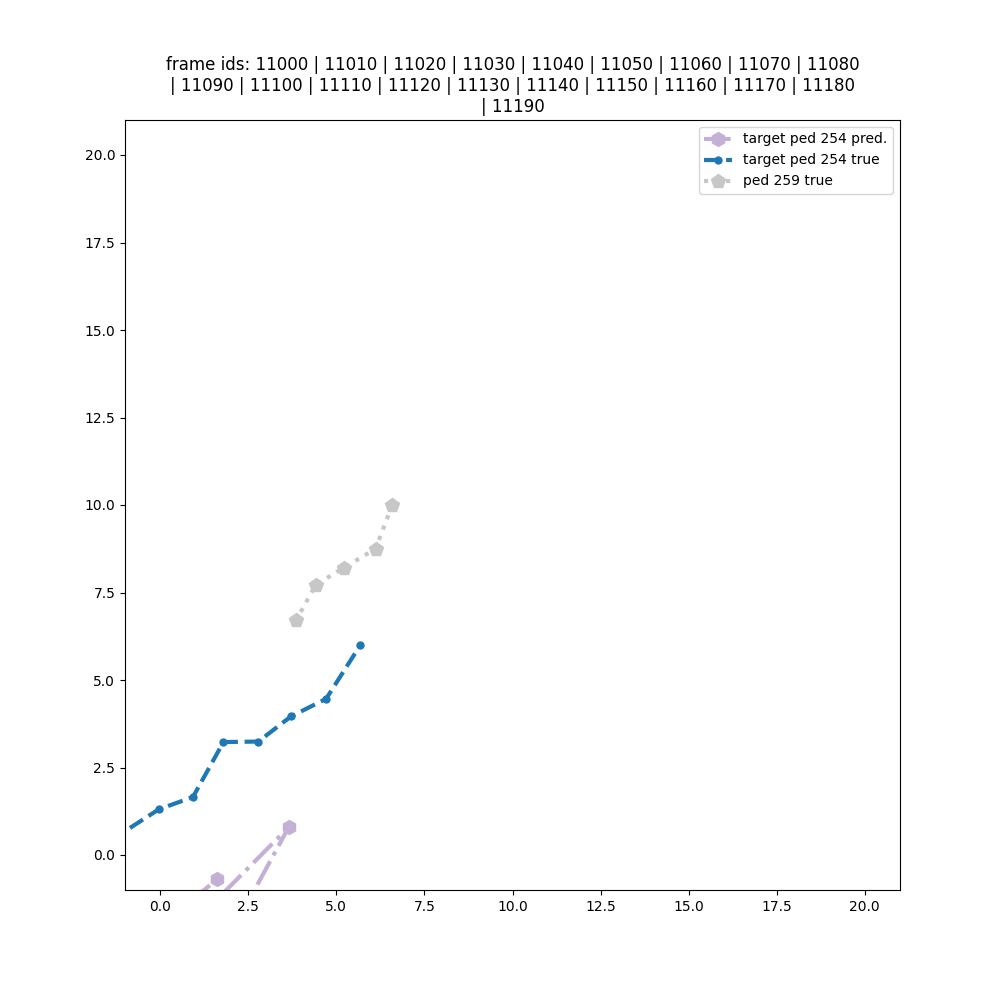 frame ids: 11000 | 11010 | 11020 | 11030 | 11040 | 11050 | 11060 | 11070 | 11080
| 11090 | 11100 | 11110 | 11120 | 11130 | 11140 | 11150 | 11160 | 11170 | 11180
| 11190
target ped 254 pred.
target ped 254 true
ped 259 true
20.0
17.5
15.0
12.5
10.0
7.5
5.0
2.5
0.0
0.0 2.5 5.0 7.5 10.0 12.5 15.0 17.5 20.0